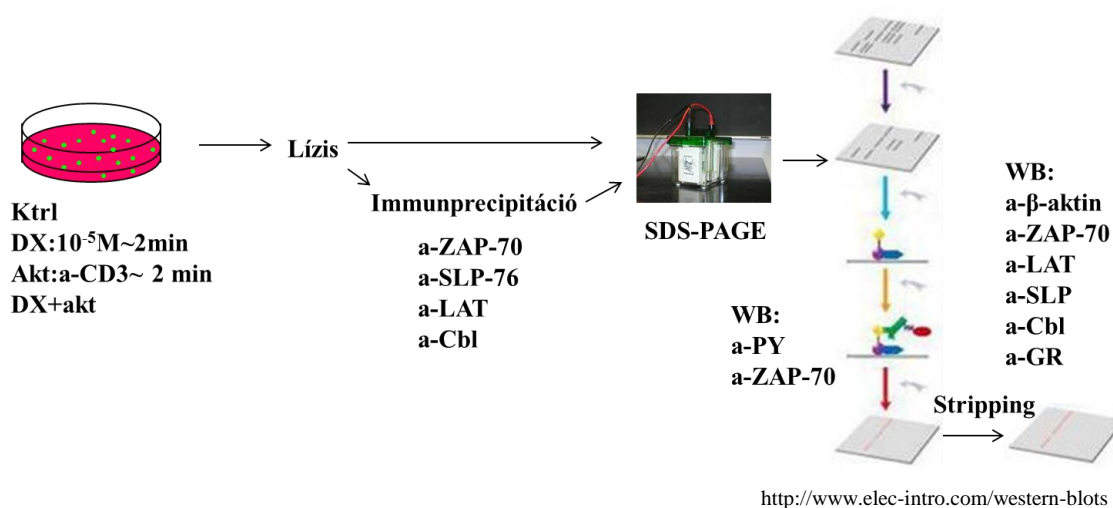 Ktrl
DX:10⁻⁵M~2min
Akt:a-CD3~ 2 min
DX+akt
Lízis
Immunprecipitáció
a-ZAP-70
a-SLP-76
a-LAT
a-Cbl
SDS-PAGE
WB:
a-PY
a-ZAP-70
WB:
a-β-aktin
a-ZAP-70
a-LAT
a-SLP
a-Cbl
a-GR
Stripping
http://www.elec-intro.com/western-blots